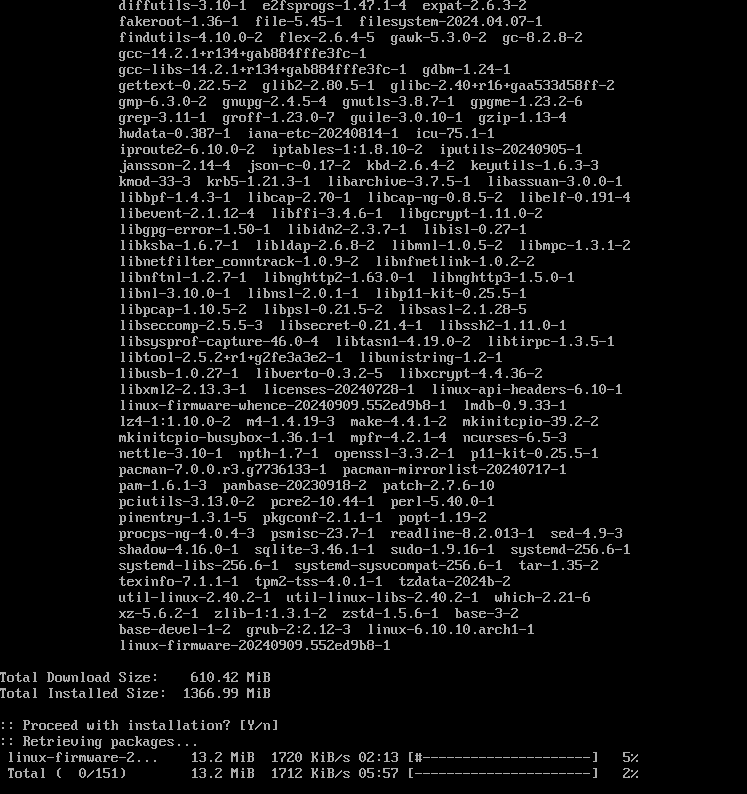 diffutils-3.10-1 e2fsprogs-1.47.1-4 expat-2.6.3-2
fakeroot-1.36-1 file-5.45-1 filesystem-2024.04.07-1
findutils-4.10.0-2 flex-2.6.4-5 gawk-5.3.0-2 gc-8.2.8-2
gcc-14.2.1+r134+gab884fffe3fc-1
gcc-libs-14.2.1+r134+gab884fffe3fc-1 gdbm-1.24-1
gettext-0.22.5-2 glib2-2.80.5-1 glibc-2.40+r16+gaa533d58ff-2
gmp-6.3.0-2 gnupg-2.4.5-4 gnutls-3.8.7-1 gpgme-1.23.2-6
grep-3.11-1 groff-1.23.0-7 guile-3.0.10-1 gzip-1.13-4
hwdata-0.387-1 iana-etc-20240814-1 icu-75.1-1
iproute2-6.10.0-2 iptables-1:1.8.10-2 iputils-20240905-1
jansson-2.14-4 json-c-0.17-2 kbd-2.6.4-2 keyutils-1.6.3-3
kmod-33-3 krb5-1.21.3-1 libarchive-3.7.5-1 libassuan-3.0.0-1
libbpf-1.4.3-1 libcap-2.70-1 libcap-ng-0.8.5-2 libelf-0.191-4
libevent-2.1.12-4 libffi-3.4.6-1 libgcrypt-1.11.0-2
libgpg-error-1.50-1 libidn2-2.3.7-1 libisl-0.27-1
libksba-1.6.7-1 libldap-2.6.8-2 libmnl-1.0.5-2 libmpc-1.3.1-2
libnetfilter_conntrack-1.0.9-2 libnfnetlink-1.0.2-2
libnftnl-1.2.7-1 libnghttp2-1.63.0-1 libnghttp3-1.5.0-1
libnl-3.10.0-1 libnsl-2.0.1-1 libp11-kit-0.25.5-1
libpcap-1.10.5-2 libpsl-0.21.5-2 libsasl-2.1.28-5
libseccomp-2.5.5-3 libsecret-0.21.4-1 libssh2-1.11.0-1
libsysprof-capture-46.0-4 libtasn1-4.19.0-2 libtirpc-1.3.5-1
libtool-2.5.2+r1+g2fe3a3e2-1 libunistring-1.2-1
libusb-1.0.27-1 libverto-0.3.2-5 libxcrypt-4.4.36-2
libxml2-2.13.3-1 licenses-20240728-1 linux-api-headers-6.10-1
linux-firmware-whence-20240909.552ed9b8-1 lmdb-0.9.33-1
lz4-1:1.10.0-2 m4-1.4.19-3 make-4.4.1-2 mkinitcpio-39.2-2
mkinitcpio-busybox-1.36.1-1 mpfr-4.2.1-4 ncurses-6.5-3
nettle-3.10-1 npth-1.7-1 openssl-3.3.2-1 p11-kit-0.25.5-1
pacman-7.0.0.r3.g7736133-1 pacman-mirrorlist-20240717-1
pam-1.6.1-3 pambase-20230918-2 patch-2.7.6-10
pciutils-3.13.0-2 pcre2-10.44-1 perl-5.40.0-1
pinentry-1.3.1-5 pkgconf-2.1.1-1 popt-1.19-2
procps-ng-4.0.4-3 psmisc-23.7-1 readline-8.2.013-1 sed-4.9-3
shadow-4.16.0-1 sqlite-3.46.1-1 sudo-1.9.16-1 systemd-256.6-1
systemd-libs-256.6-1 systemd-sysvcompat-256.6-1 tar-1.35-2
texinfo-7.1.1-1 tpm2-tss-4.0.1-1 tzdata-2024b-2
util-linux-2.40.2-1 util-linux-libs-2.40.2-1 which-2.21-6
xz-5.6.2-1 zlib-1:1.3.1-2 zstd-1.5.6-1 base-3-2
base-devel-1-2 grub-2:2.12-3 linux-6.10.10.arch1-1
linux-firmware-20240909.552ed9b8-1
Total Download Size: 610.42 MiB
Total Installed Size: 1366.99 MiB
:: Proceed with installation? [Y/n]
:: Retrieving packages...
linux-firmware-2... 13.2 MiB 1720 KiB/s 02:13 [#----------------------] 5%
Total ( 0/151) 13.2 MiB 1712 KiB/s 05:57 [-----------------------] 2%